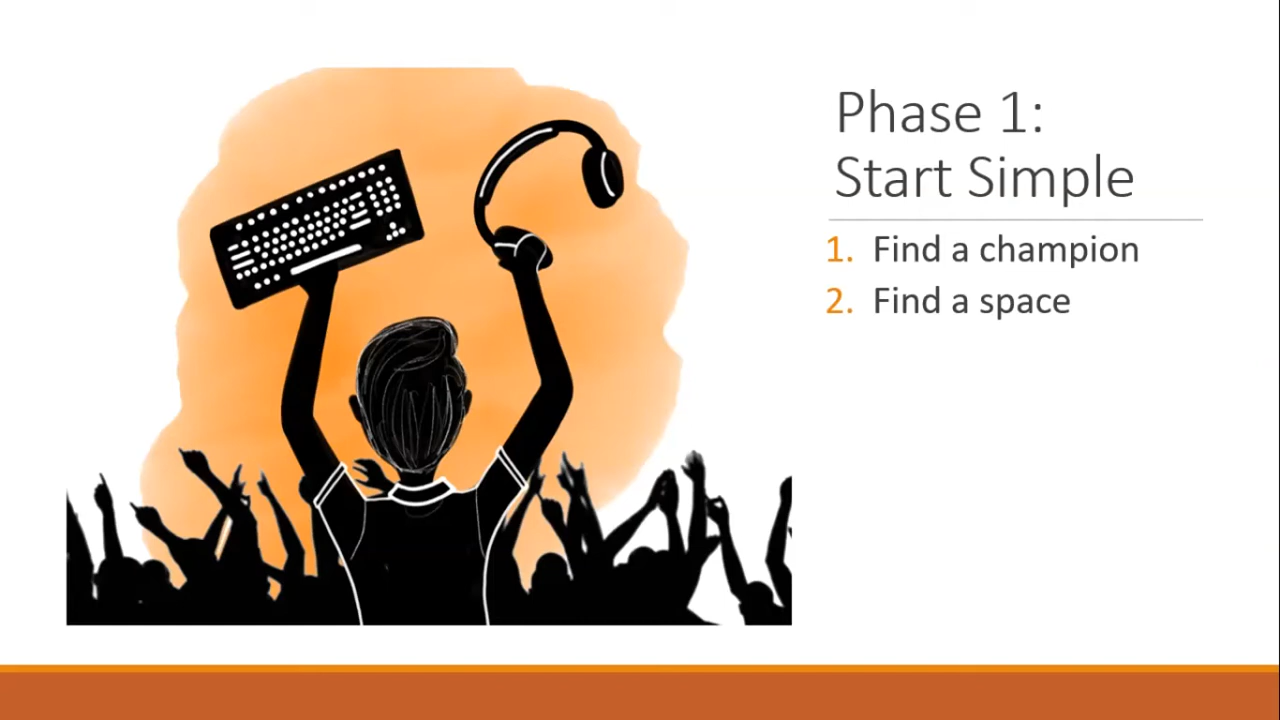 Phase 1:
Start Simple
1. Find a champion
2. Find a space